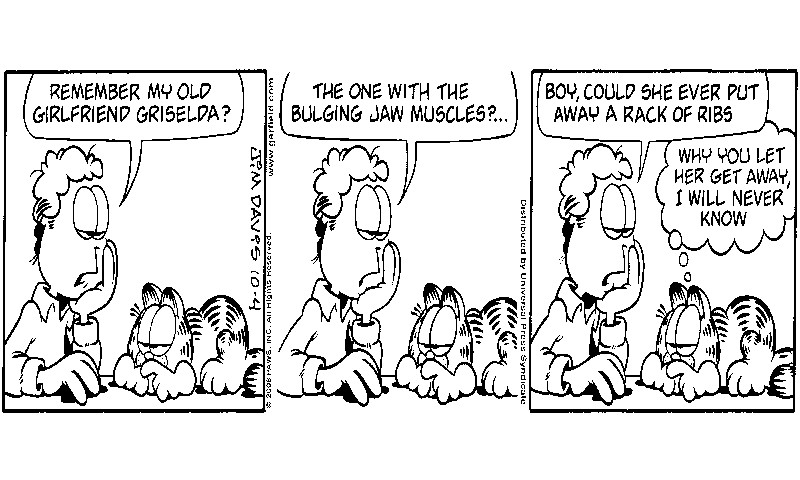 REMEMBER MY OLD
GIRLFRIEND GRISELDA?
JIM DAVIS 10-4
www.garfield.com
© 2006 PAWS, INC. All Rights Reserved.
THE ONE WITH THE
BULGING JAW MUSCLES?...
Distributed by Universal Press Syndicate
BOY, COULD SHE EVER PUT
AWAY A RACK OF RIBS
WHY YOU LET
HER GET AWAY,
I WILL NEVER
KNOW